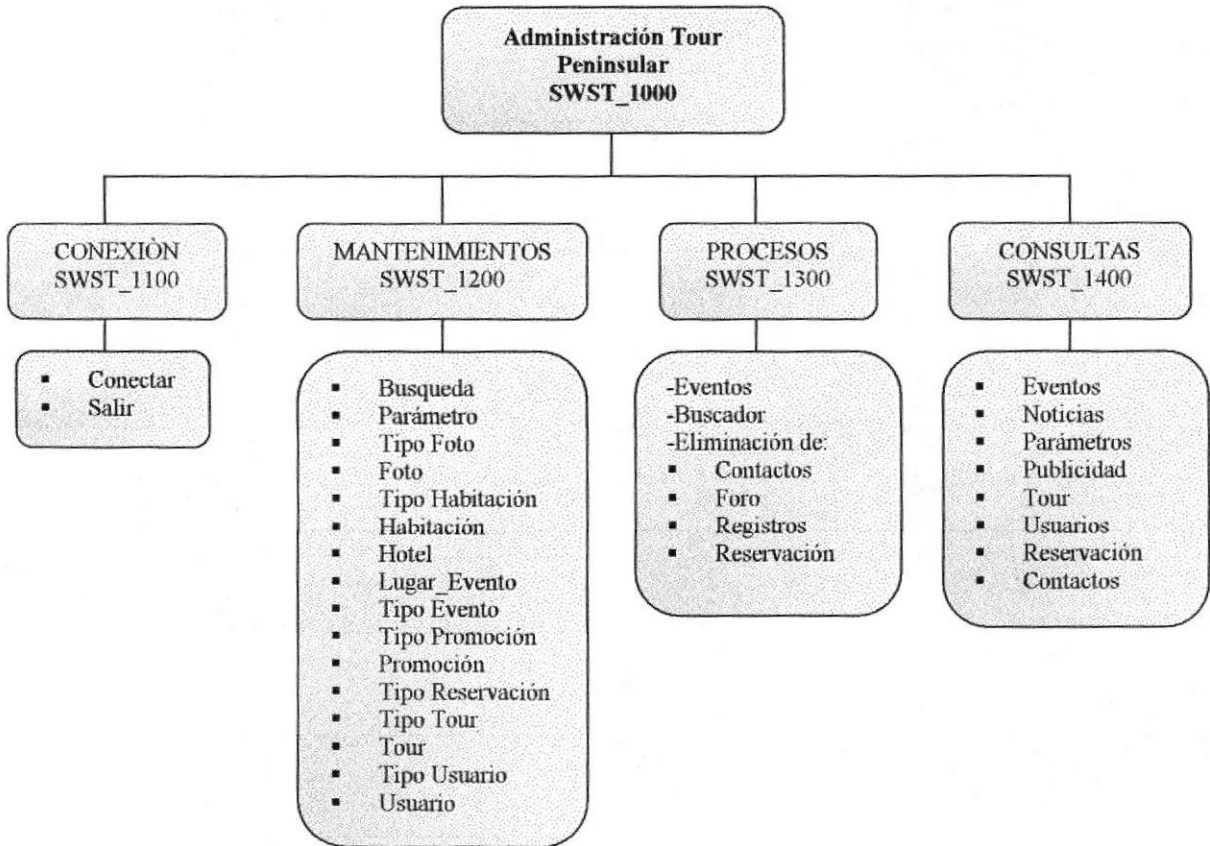 Administración Tour
Peninsular
SWST_1000
CONEXIÒN
SWST_1100
MANTENIMIENTOS
SWST_1200
PROCESOS
SWST_1300
CONSULTAS
SWST_1400
▪ Conectar
▪ Salir
▪ Busqueda
▪ Parámetro
▪ Tipo Foto
▪ Foto
▪ Tipo Habitación
▪ Habitación
▪ Hotel
▪ Lugar_Evento
▪ Tipo Evento
▪ Tipo Promoción
▪ Promoción
▪ Tipo Reservación
▪ Tipo Tour
▪ Tour
▪ Tipo Usuario
▪ Usuario
-Eventos
-Buscador
-Eliminación de:
▪ Contactos
▪ Foro
▪ Registros
▪ Reservación
▪ Eventos
▪ Noticias
▪ Parámetros
▪ Publicidad
▪ Tour
▪ Usuarios
▪ Reservación
▪ Contactos